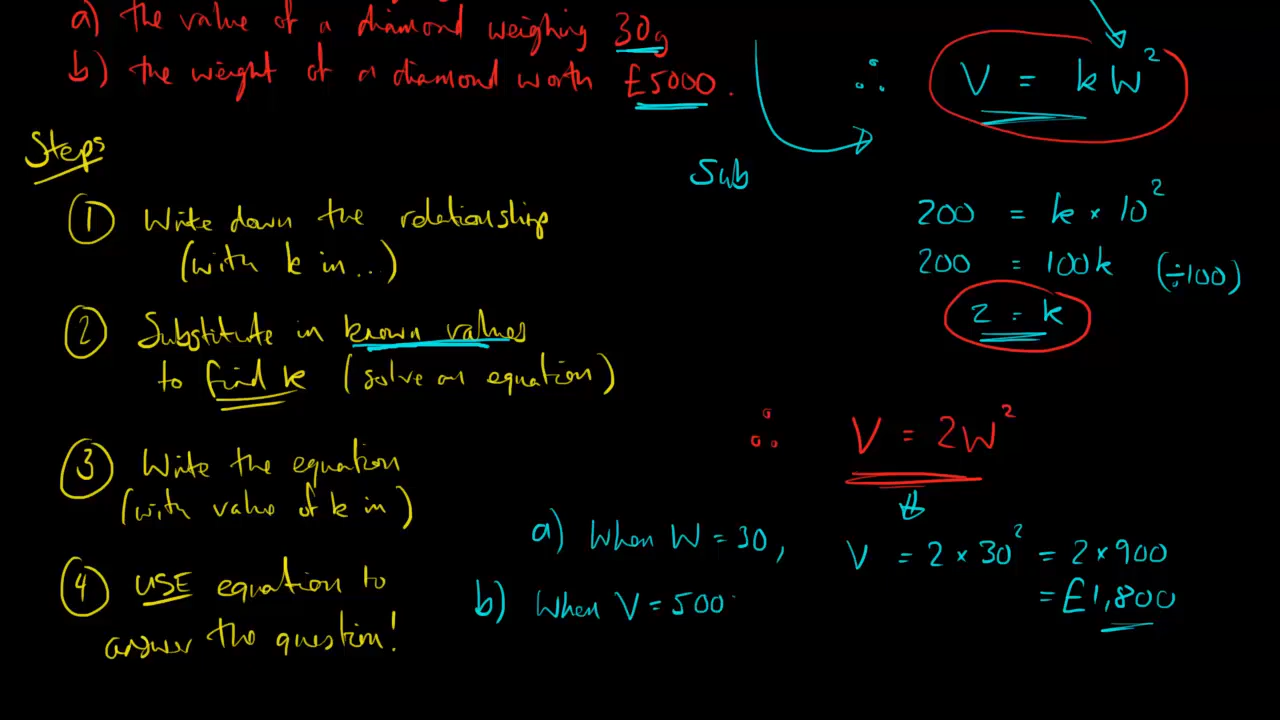 a) the value of a diamond weighing 30g
b) the weight of a diamond worth £5000.
∴ V = kW²
Steps
Sub
① Write down the relationship
(with k in...)
200 = k × 10²
200 = 100k (÷100)
2 = k
② Substitute in known values
to find k (solve an equation)
∴ V = 2W²
③ Write the equation
(with value of k in)
a) When W = 30, V = 2 × 30² = 2 × 900
= £1,800
④ USE equation to
answer the question!
b) When V = 500